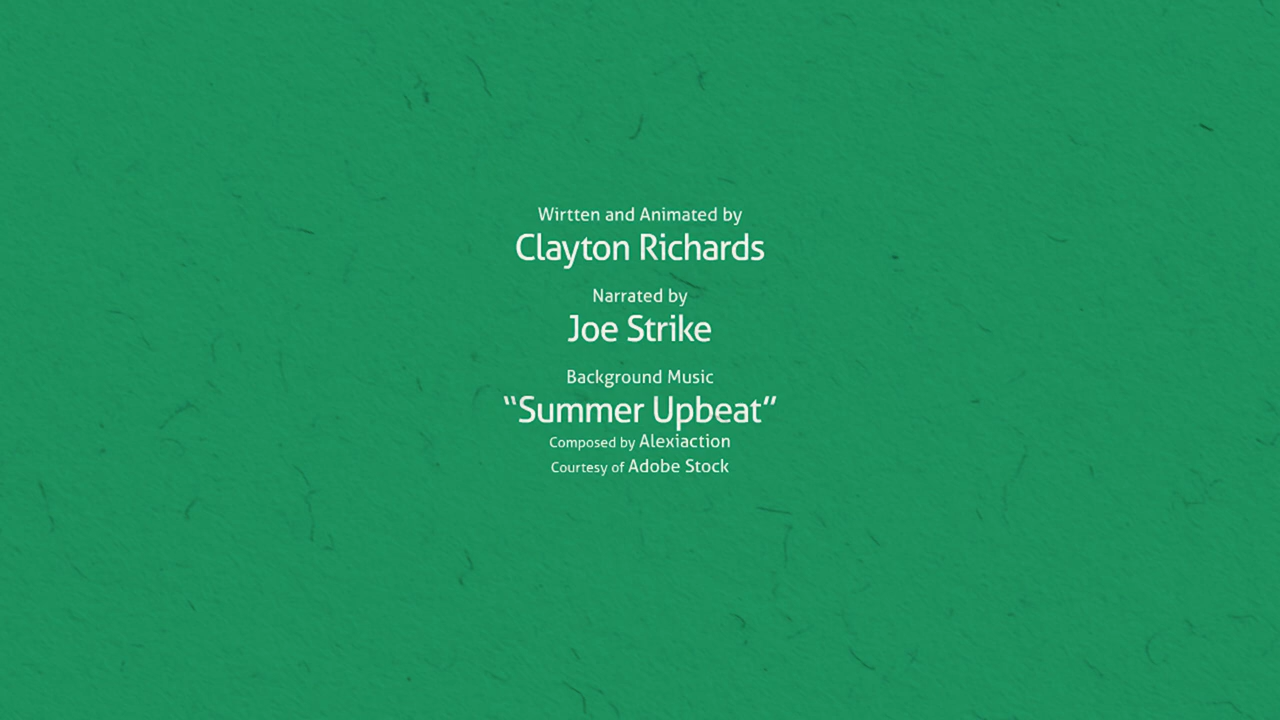 Wirtten and Animated by
Clayton Richards
Narrated by
Joe Strike
Background Music
“Summer Upbeat”
Composed by Alexiaction
Courtesy of Adobe Stock